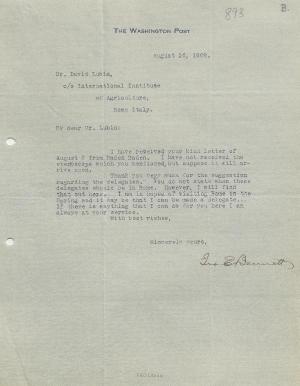 893
B.
THE WASHINGTON POST
August 16, 1909.
Mr. David Lubin,
c/o International Institute
of Agriculture,
Rome Italy.
My dear Mr. Lubin:
I have received your kind letter of
August 6 from Baden Baden. I have not received the
which you mentioned, but suppose it will ar-
rive soon.
Thank you very much for the suggestion
regarding the delegates. You do not state when these
delegates should be in Rome. However, I will find
that out here. I am in hopes of visiting Rome in the
Spring and it may be that I can be made a delegate...
If there is anything that I can do for you here I am
always at your service.
With best wishes,
Sincerely yours,
Ira E. Bennett